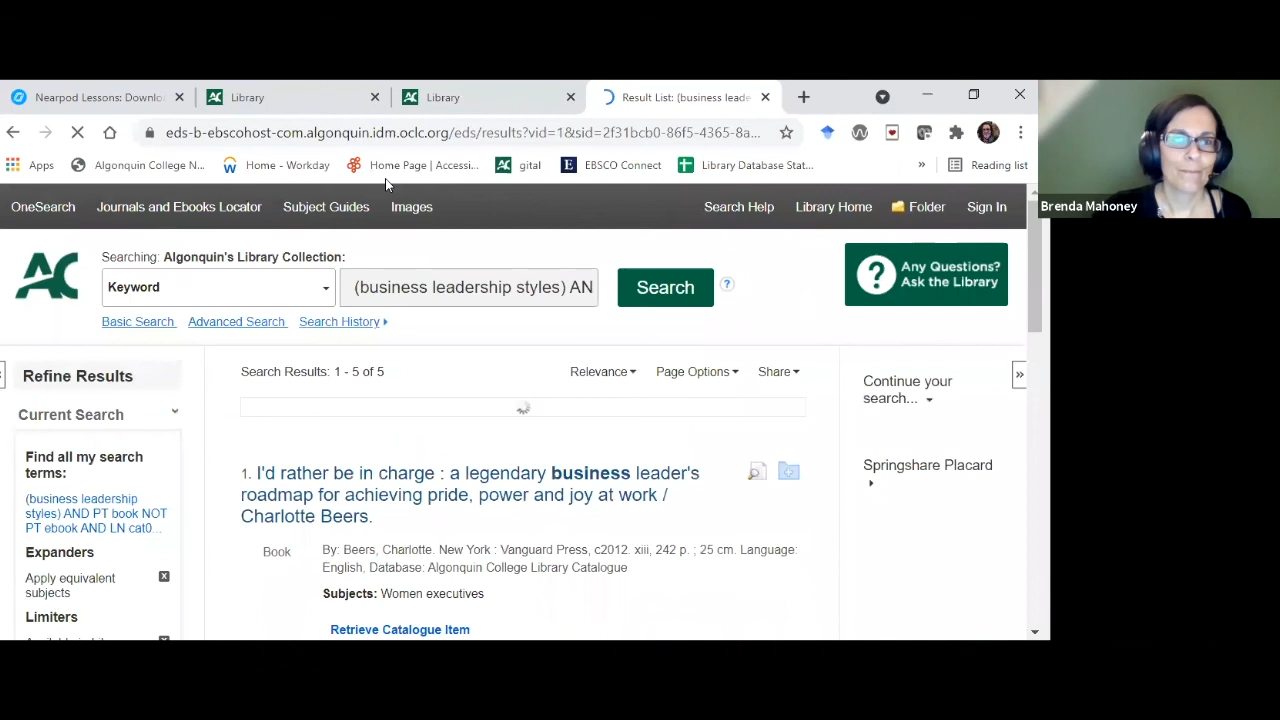 Nearpod Lessons: Downlo
Library
Library
Result List: (business leade
eds-b-ebscohost-com.algonquin.idm.oclc.org/eds/results?vid=1&sid=2f31bcb0-86f5-4365-8a...
Apps
Algonquin College N...
Home - Workday
Home Page | Accessi...
gital
EBSCO Connect
Library Database Stat...
»
Reading list
Brenda Mahoney
OneSearch
Journals and Ebooks Locator
Subject Guides
Images
Search Help
Library Home
Folder
Sign In
AC
Searching: Algonquin's Library Collection:
Keyword
(business leadership styles) AN
Search
?
? Any Questions?
Ask the Library
Basic Search
Advanced Search
Search History
Refine Results
Current Search
Find all my search
terms:
(business leadership
styles) AND PT book NOT
PT ebook AND LN cat0...
Expanders
Apply equivalent
subjects
Limiters
Search Results: 1 - 5 of 5
Relevance
Page Options
Share
1. I'd rather be in charge : a legendary business leader's
roadmap for achieving pride, power and joy at work /
Charlotte Beers.
Book
By: Beers, Charlotte. New York : Vanguard Press, c2012. xiii, 242 p. ; 25 cm. Language:
English, Database: Algonquin College Library Catalogue
Subjects: Women executives
Retrieve Catalogue Item
Continue your
search...
»
Springshare Placard